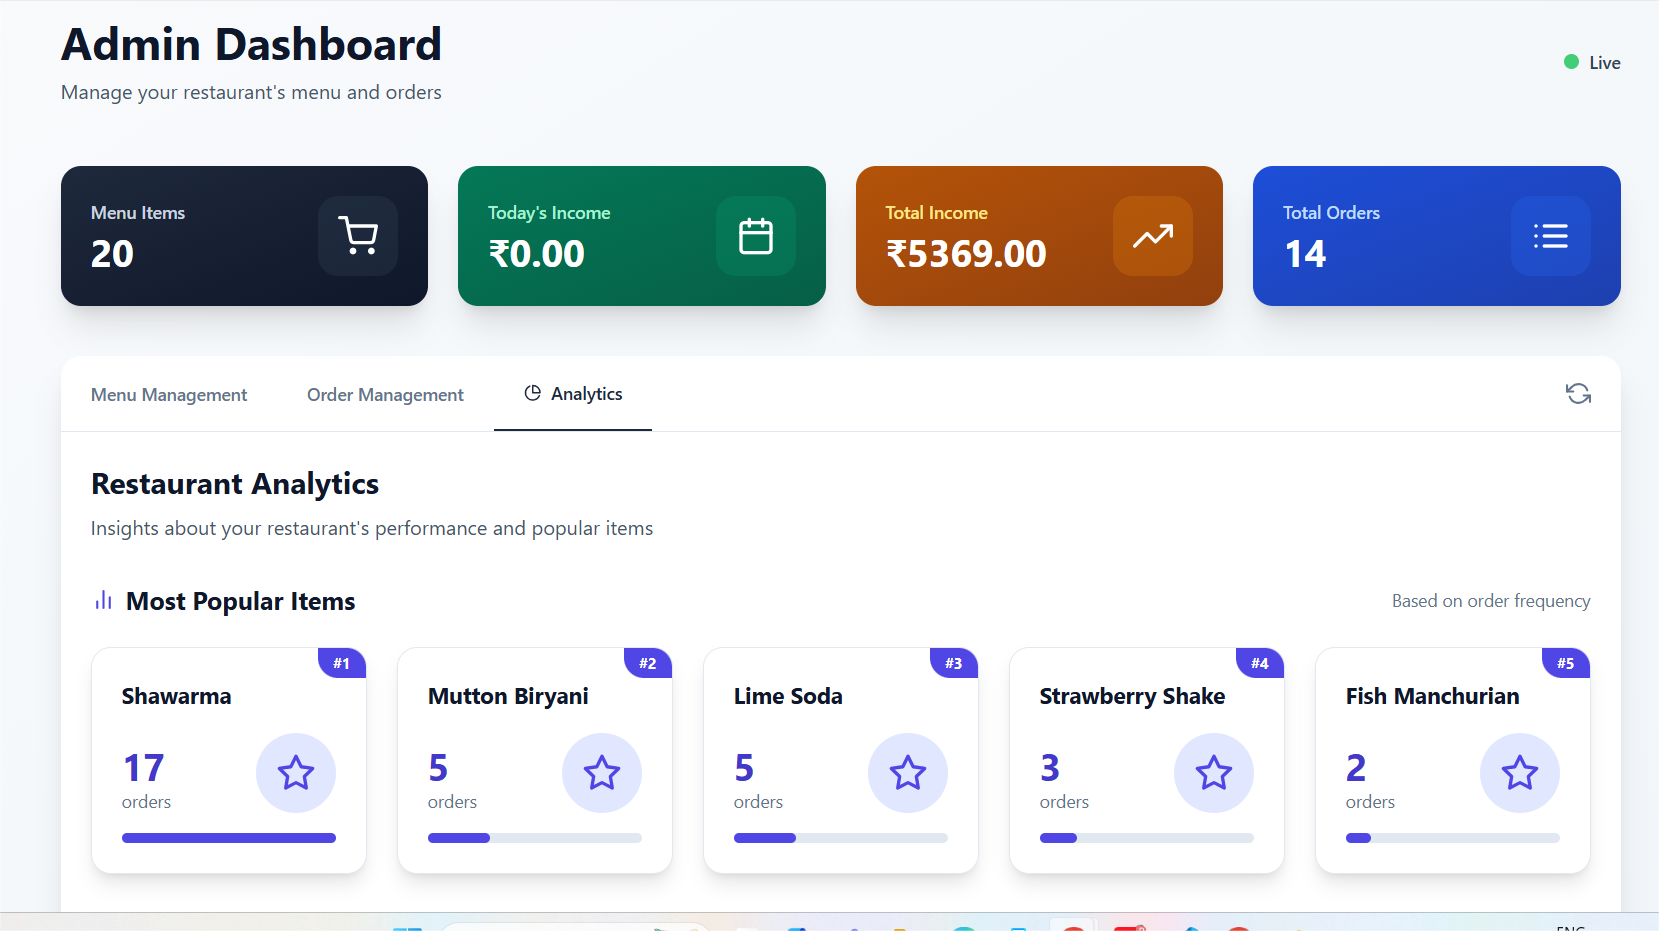 Admin Dashboard
Manage your restaurant's menu and orders
Live
Menu Items
20
Today's Income
₹0.00
Total Income
₹5369.00
Total Orders
14
Menu Management
Order Management
Analytics
Restaurant Analytics
Insights about your restaurant's performance and popular items
Most Popular Items
Based on order frequency
#1
Shawarma
17
orders
#2
Mutton Biryani
5
orders
#3
Lime Soda
5
orders
#4
Strawberry Shake
3
orders
#5
Fish Manchurian
2
orders
ENG